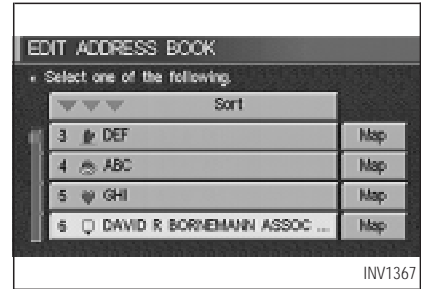 EDIT ADDRESS BOOK
Select one of the following.
Sort
3 DEF Map
4 ABC Map
5 GHI Map
6 DAVID R BORNEMANN ASSOC ... Map
INV1367